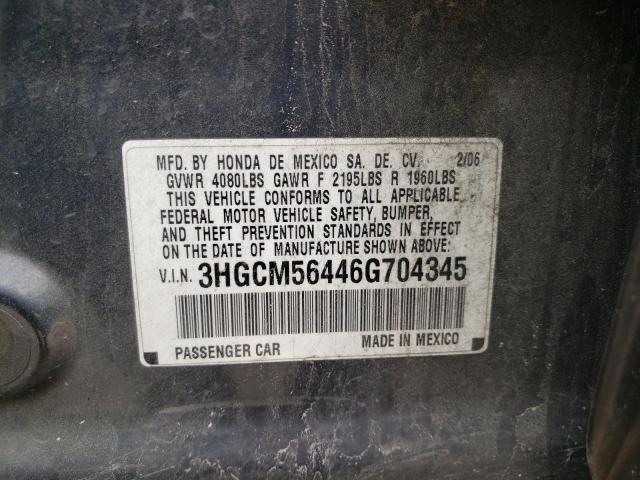 MFD. BY HONDA DE MEXICO SA. DE. CV. 2/06
GVWR 4080LBS GAWR F 2195LBS R 1960LBS
THIS VEHICLE CONFORMS TO ALL APPLICABLE
FEDERAL MOTOR VEHICLE SAFETY, BUMPER,
AND THEFT PREVENTION STANDARDS IN EFFECT
ON THE DATE OF MANUFACTURE SHOWN ABOVE:
V.I.N. 3HGCM56446G704345
PASSENGER CAR MADE IN MEXICO